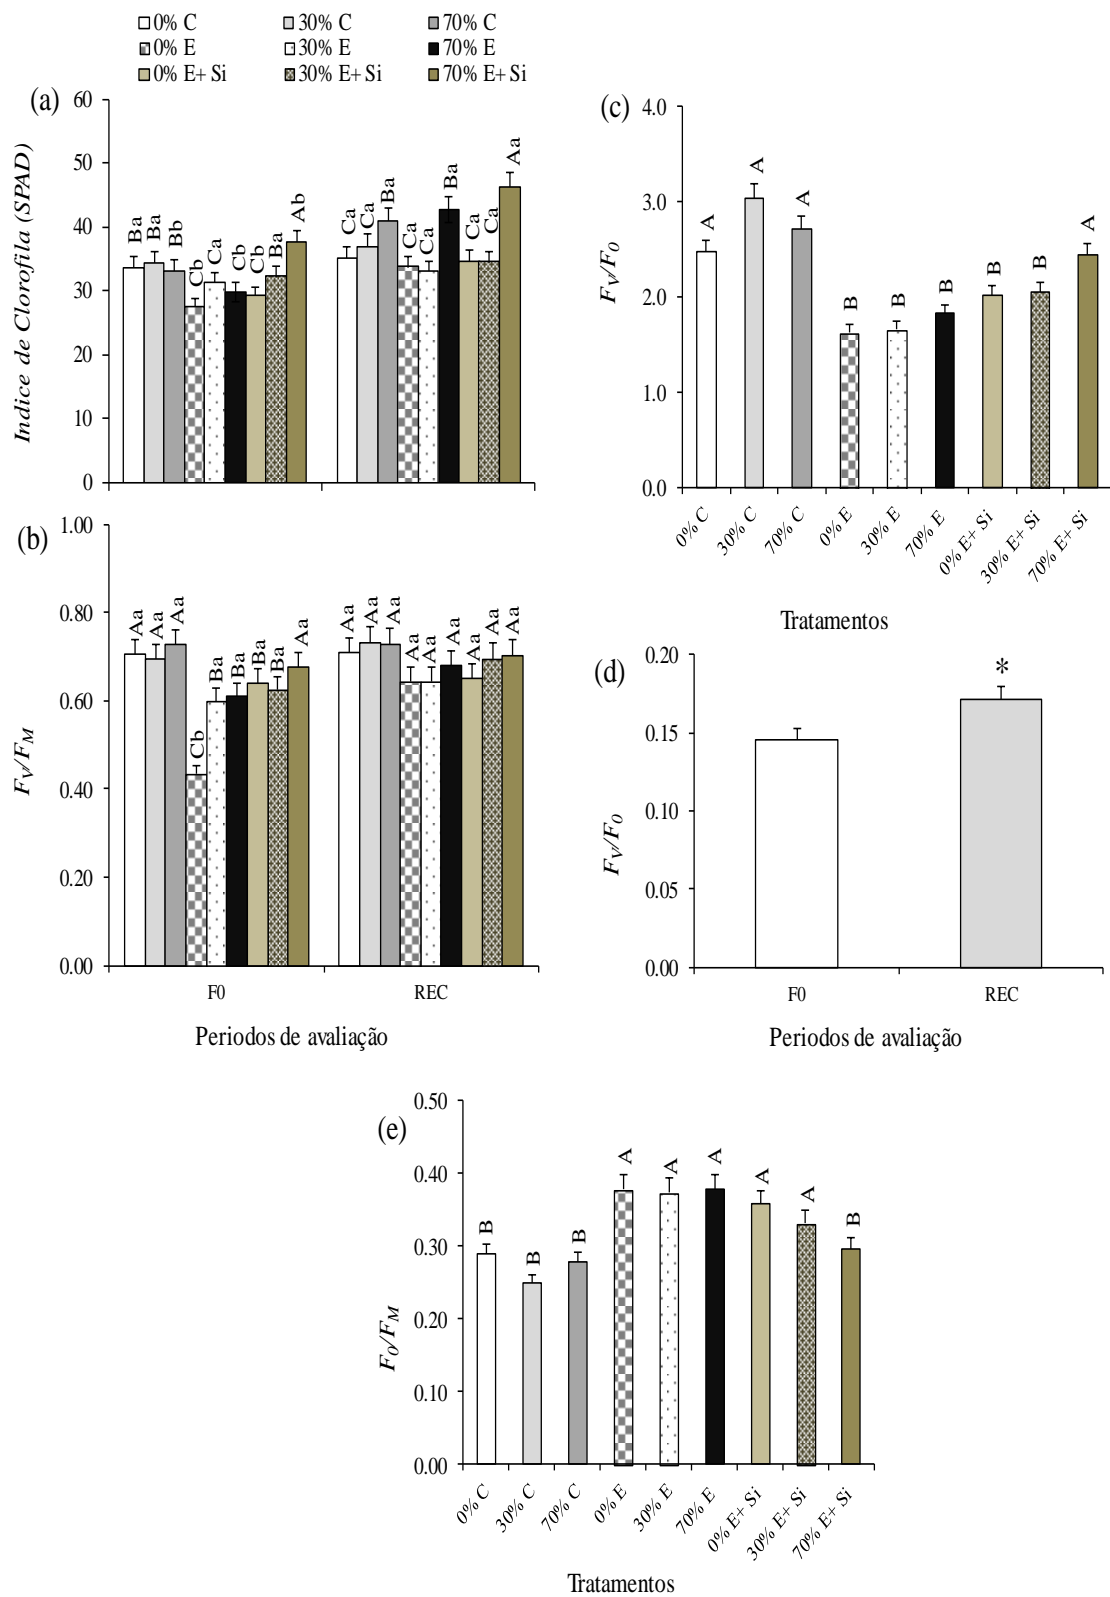 0% C 30% C 70% C
0% E 30% E 70% E
0% E+ Si 30% E+ Si 70% E+ Si
(a)
Indice de Clorofila (SPAD)
60
50
40
30
20
10
0
Ba Ba Bb Cb Ca Cb Cb Ba Ab
Ca Ca Ba Ca Ca Ba Ca Ca Aa
(b)
FV/FM
1.00
0.80
0.60
0.40
0.20
0.00
Aa Aa Aa Cb Ba Ba Ba Ba Aa
Aa Aa Aa Aa Aa Aa Aa Aa Aa
F0 REC
Periodos de avaliação
(c)
FV/FO
4.0
3.0
2.0
1.0
0.0
A A A B B B B B A
0% C 30% C 70% C 0% E 30% E 70% E 0% E+ Si 30% E+ Si 70% E+ Si
Tratamentos
(d)
FV/FO
0.20
0.15
0.10
0.05
0.00
*
F0 REC
Periodos de avaliação
(e)
FO/FM
0.50
0.40
0.30
0.20
0.10
0.00
B B B A A A A A B
0% C 30% C 70% C 0% E 30% E 70% E 0% E+ Si 30% E+ Si 70% E+ Si
Tratamentos